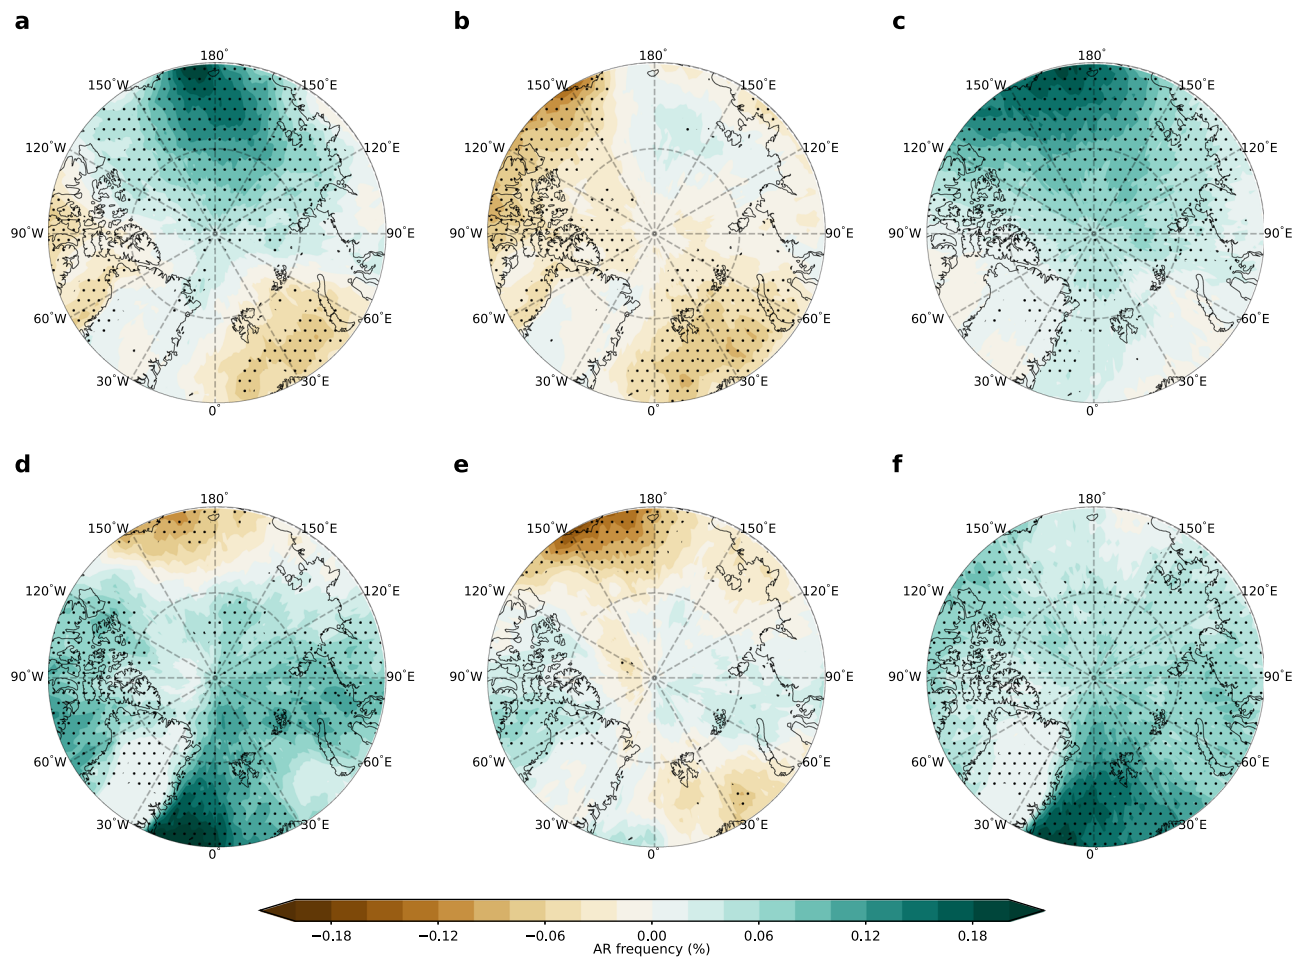 a b c
180° 180° 180°
150°W 150°E 150°W 150°E 150°W 150°E
120°W 120°E 120°W 120°E 120°W 120°E
90°W 90°E 90°W 90°E 90°W 90°E
60°W 60°E 60°W 60°E 60°W 60°E
30°W 30°E 30°W 30°E 30°W 30°E
0° 0° 0°
d e f
180° 180° 180°
150°W 150°E 150°W 150°E 150°W 150°E
120°W 120°E 120°W 120°E 120°W 120°E
90°W 90°E 90°W 90°E 90°W 90°E
60°W 60°E 60°W 60°E 60°W 60°E
30°W 30°E 30°W 30°E 30°W 30°E
0° 0° 0°
−0.18 −0.12 −0.06 0.00 0.06 0.12 0.18
AR frequency (%)